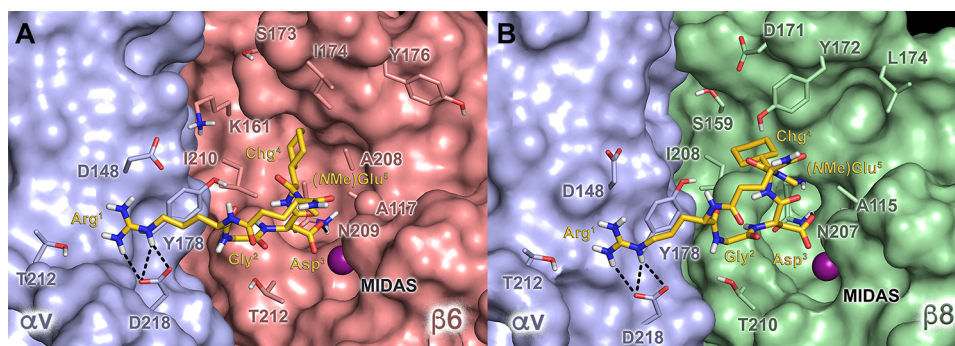 A
S173
I174
Y176
K161
Chg⁴
I210
A208
(NMe)Glu⁵
D148
A117
Arg¹
Y178
N209
Gly²
Asp³
MIDAS
T212
T212
D218
αV
β6
B
D171
Y172
L174
S159
Chg⁴
I208
(NMe)Glu⁵
D148
A115
Arg¹
Y178
N207
Gly²
Asp³
MIDAS
T212
T210
D218
αV
β8